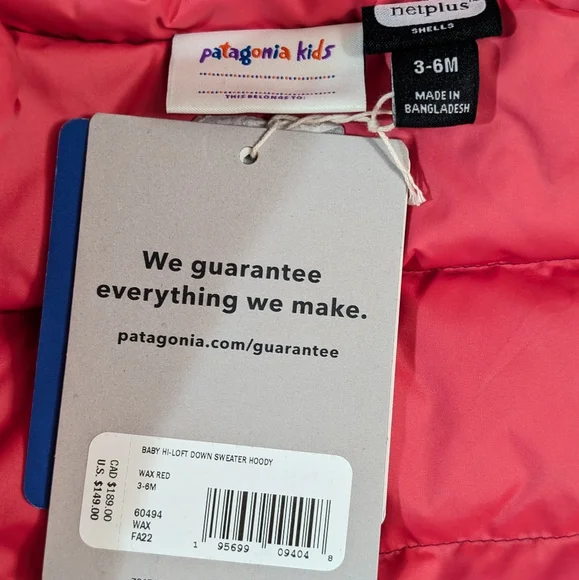 netplus™
SHELLS
patagonia kids
THIS BELONGS TO:
3-6M
MADE IN
BANGLADESH
We guarantee
everything we make.
patagonia.com/guarantee
BABY HI-LOFT DOWN SWEATER HOODY
WAX RED
3-6M
60494
WAX
FA22
CAD $189.00
U.S. $149.00
1 95699 09404 8